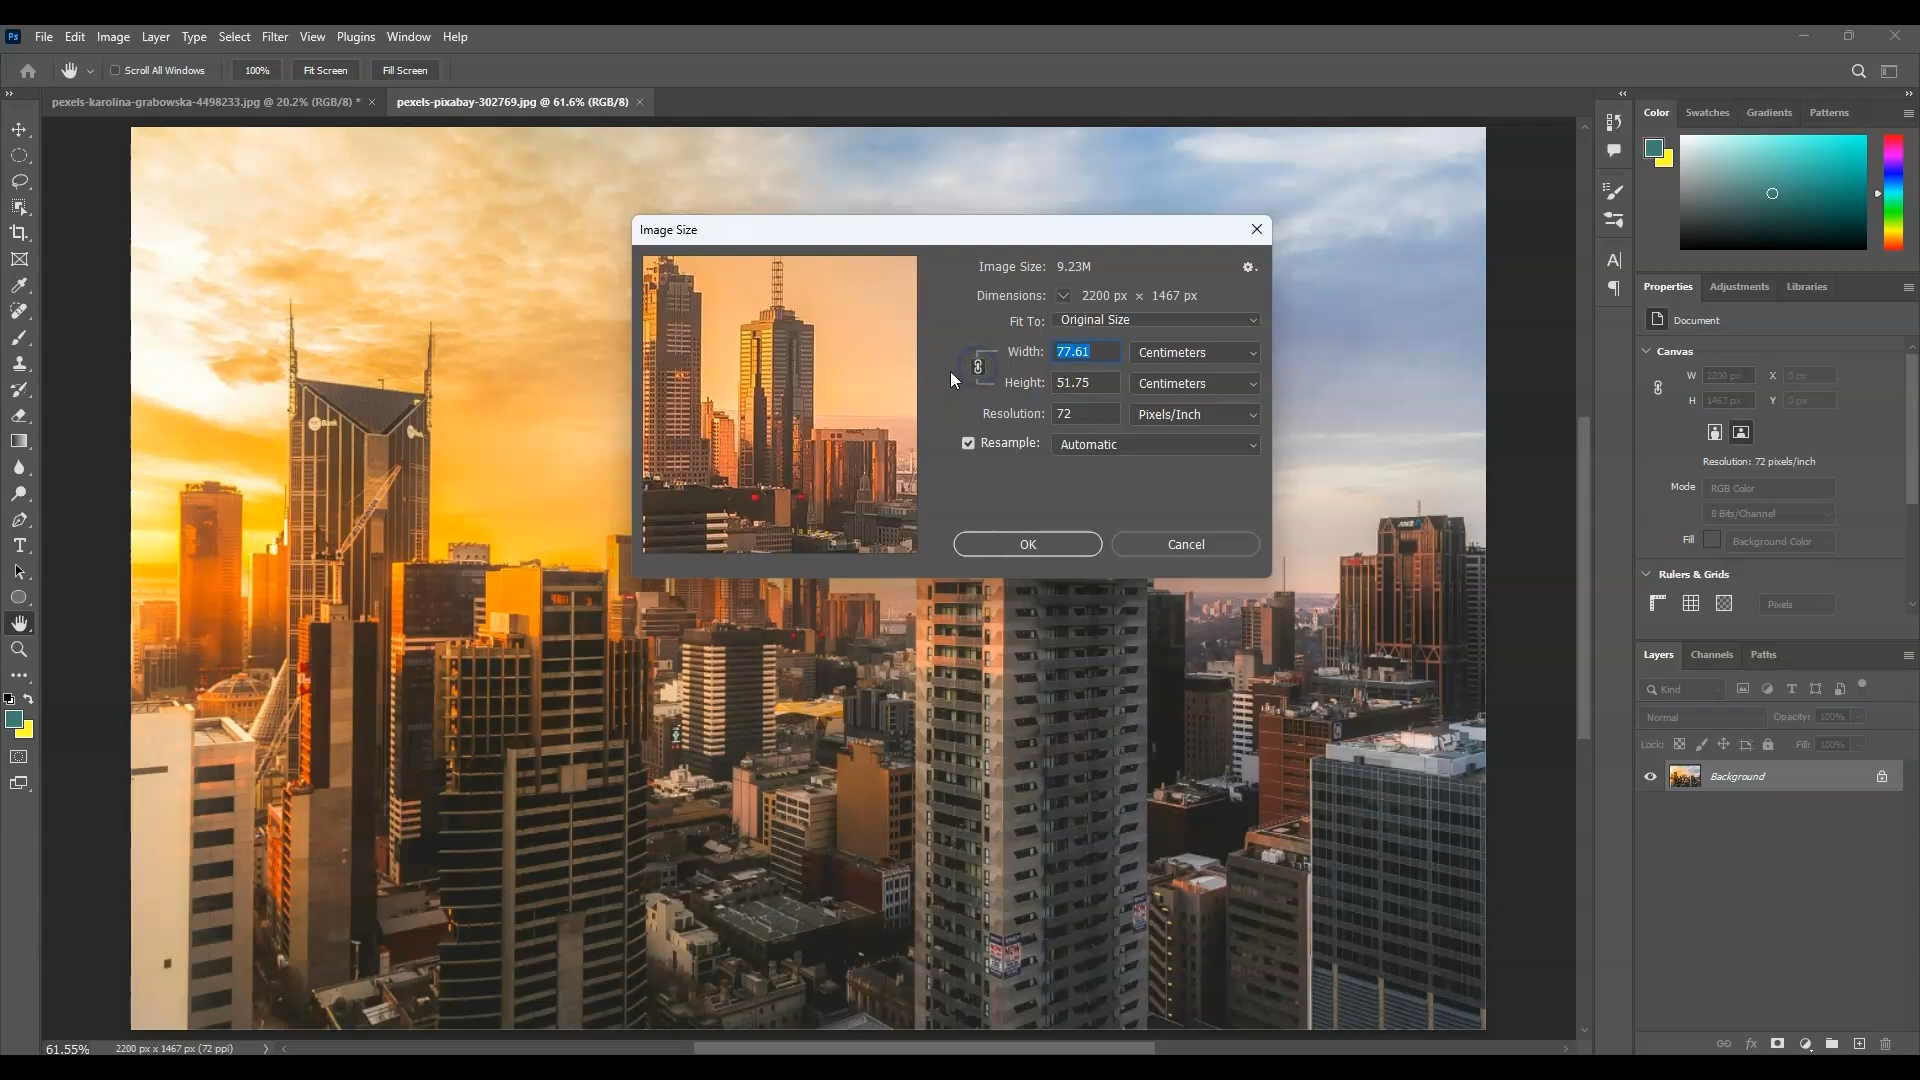 Ps File Edit Image Layer Type Select Filter View Plugins Window Help
Scroll All Windows 100% Fit Screen Fill Screen
pexels-karolina-grabowska-4498233.jpg @ 20.2% (RGB/8) * × pexels-pixabay-302769.jpg @ 61.6% (RGB/8) ×
Color Swatches Gradients Patterns
Image Size
Image Size: 9.23M
Dimensions: 2200 px × 1467 px
Fit To: Original Size
Width: 77.61 Centimeters
Height: 51.75 Centimeters
Resolution: 72 Pixels/Inch
Resample: Automatic
OK Cancel
Properties Adjustments Libraries
Document
Canvas
W 2200 px X 0 px
H 1467 px Y 0 px
Resolution: 72 pixels/inch
Mode RGB Color
8 Bits/Channel
Fill Background Color
Rulers & Grids
Pixels
Layers Channels Paths
Kind
Normal Opacity: 100%
Lock: Fill: 100%
Background
61.55% 2200 px x 1467 px (72 ppi)